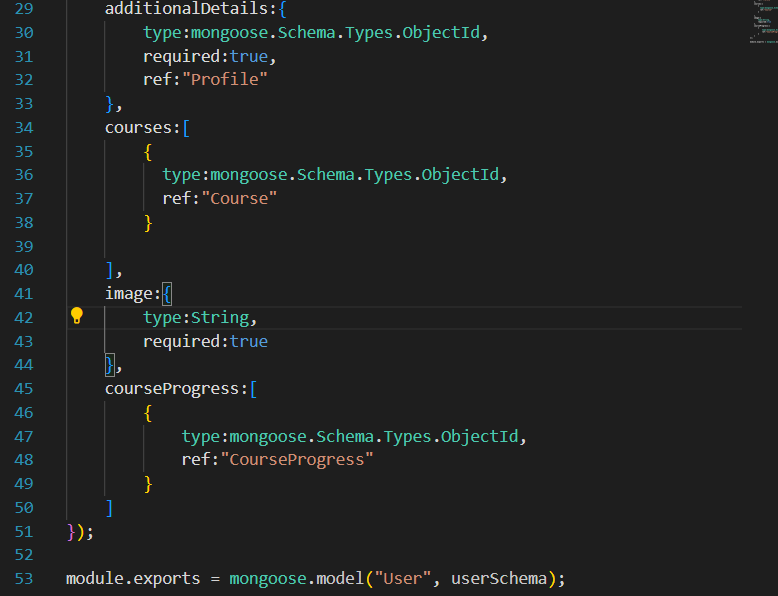 29 additionalDetails:{
30 type:mongoose.Schema.Types.ObjectId,
31 required:true,
32 ref:"Profile"
33 },
34 courses:[
35 {
36 type:mongoose.Schema.Types.ObjectId,
37 ref:"Course"
38 }
39
40 ],
41 image:{
42 type:String,
43 required:true
44 },
45 courseProgress:[
46 {
47 type:mongoose.Schema.Types.ObjectId,
48 ref:"CourseProgress"
49 }
50 ]
51 });
52
53 module.exports = mongoose.model("User", userSchema);